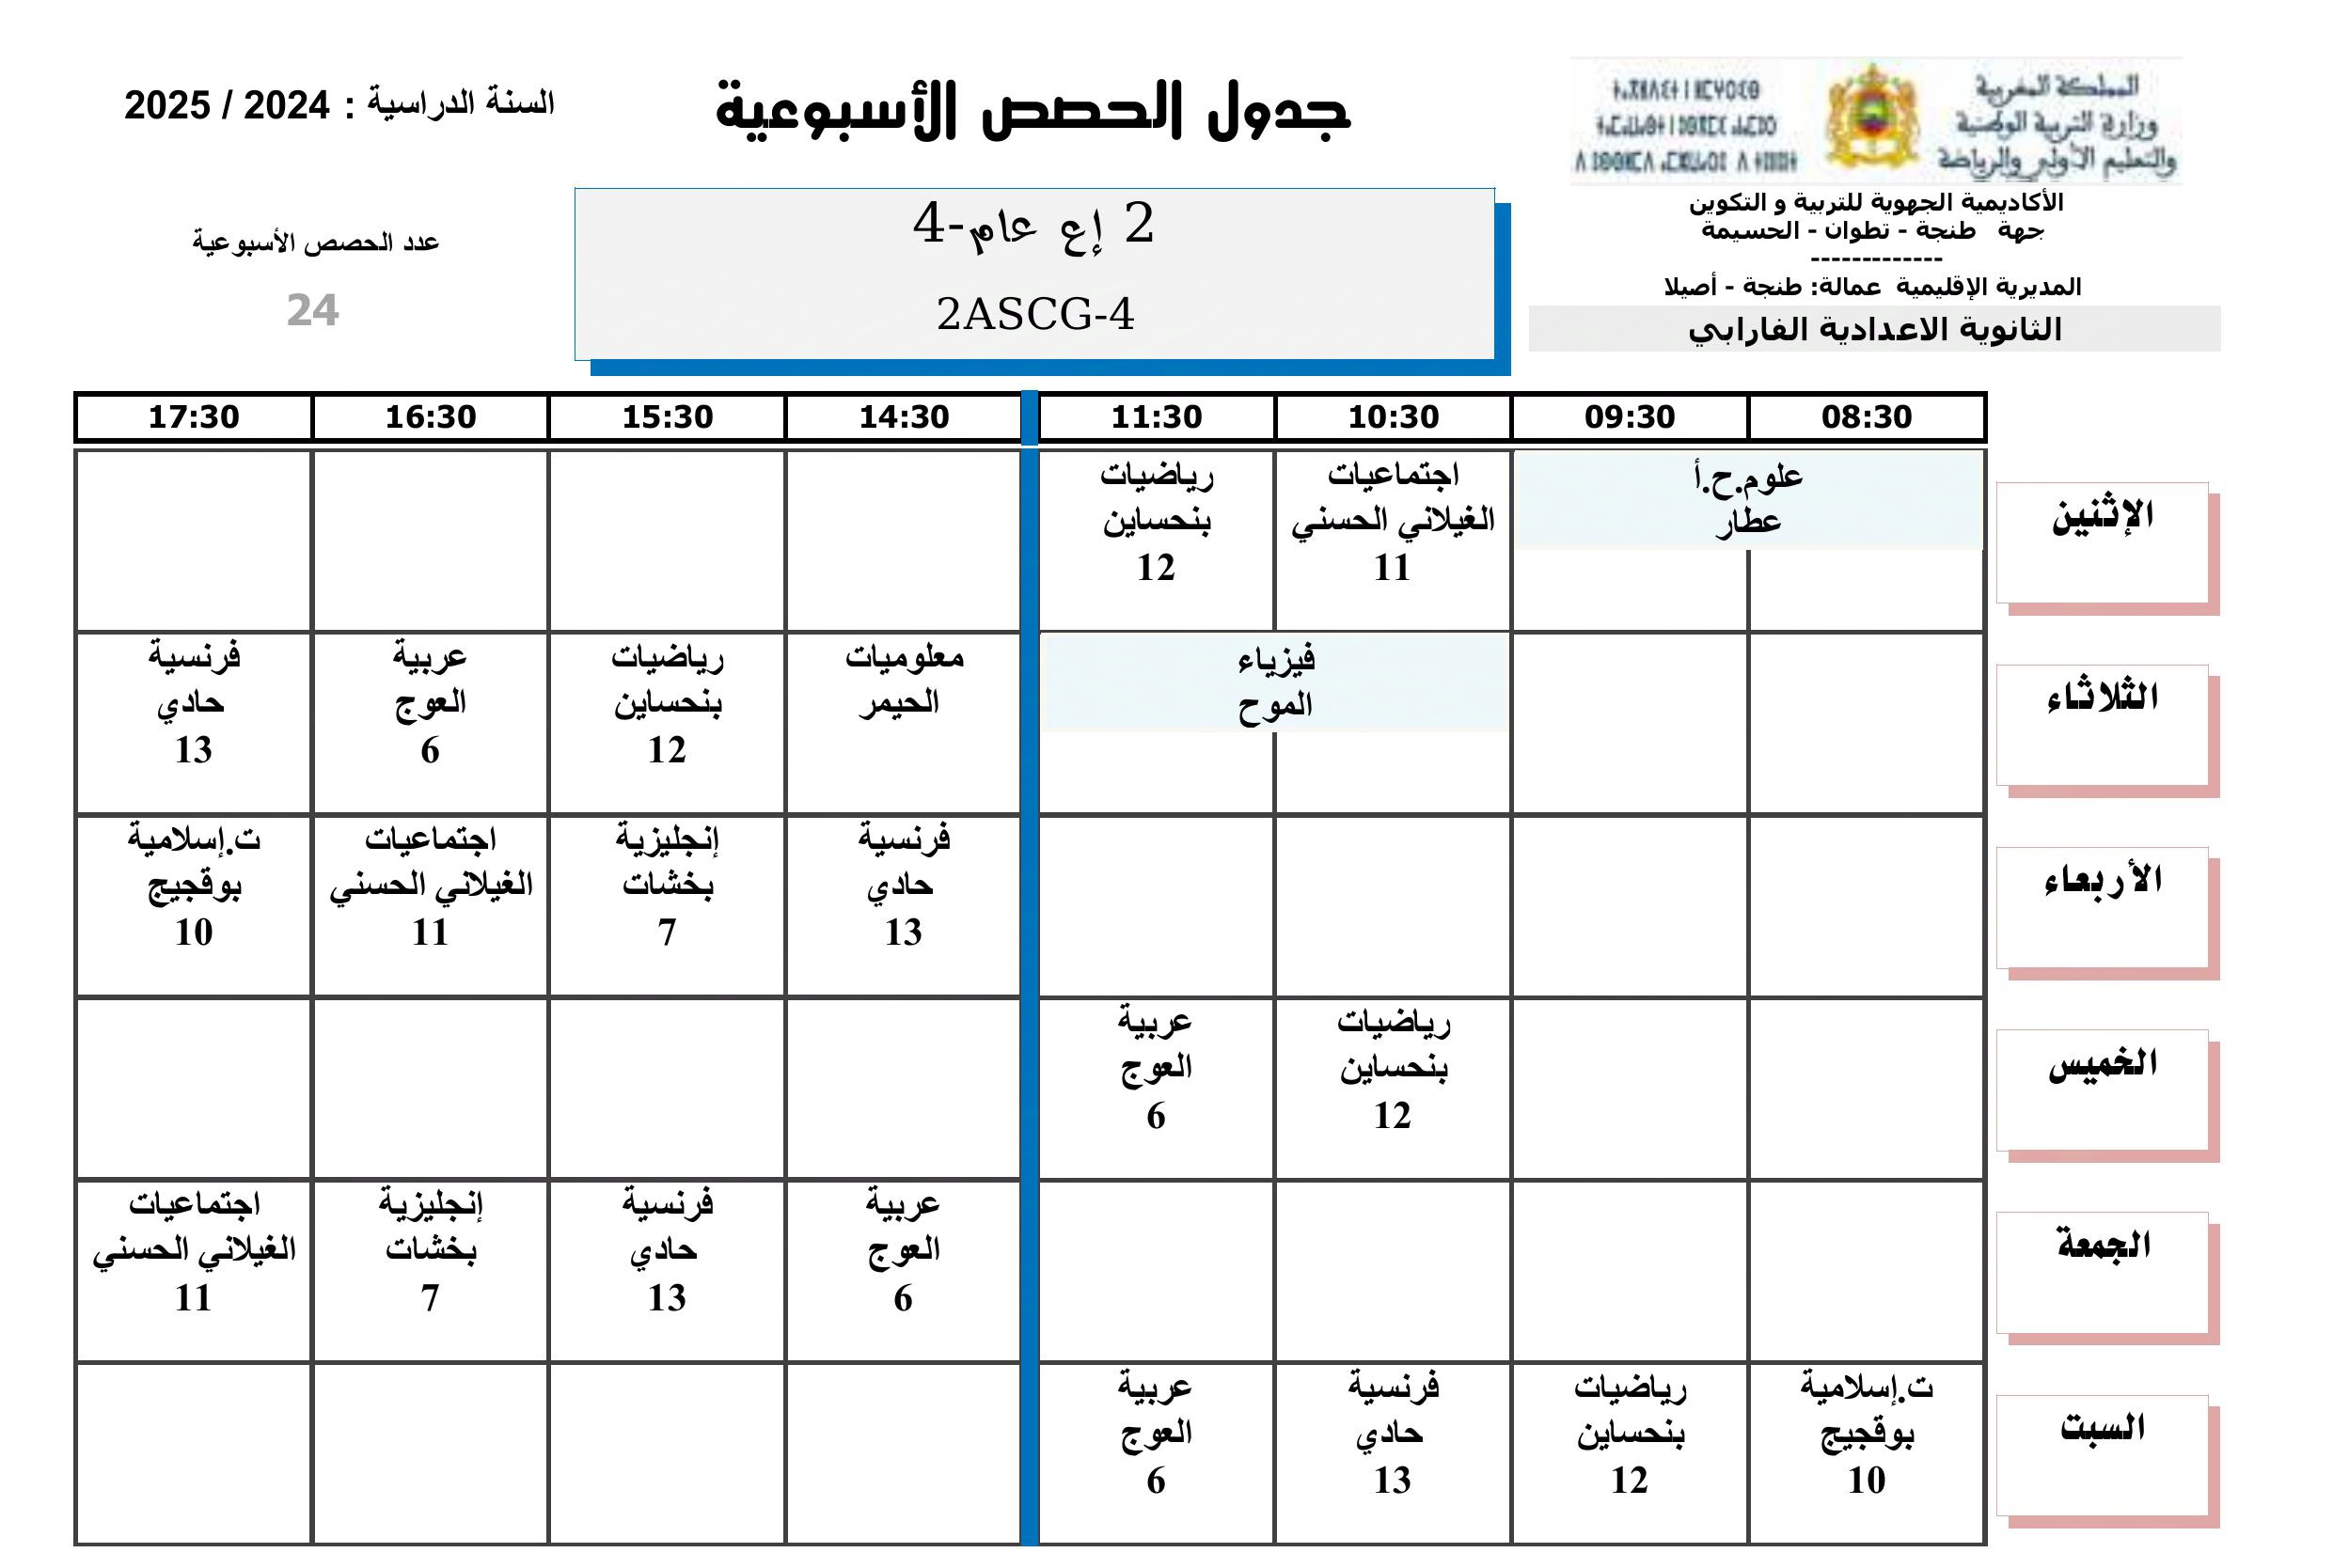 المملكة المغربية
وزارة التربية الوطنية
والتعليم الأولي والرياضة
الأكاديمية الجهوية للتربية و التكوين
جهة طنجة - تطوان - الحسيمة
-------------
المديرية الإقليمية عمالة: طنجة - أصيلا
الثانوية الاعدادية الفارابي
جدول الحصص الأسبوعية
2 إع عام-4
2ASCG-4
السنة الدراسية : 2024 / 2025
عدد الحصص الأسبوعية
24
08:30 09:30 10:30 11:30 14:30 15:30 16:30 17:30
الإثنين
علوم.ح.أ
عطار
اجتماعيات
الغيلاني الحسني
11
رياضيات
بنحساين
12
الثلاثاء
فيزياء
الموح
معلوميات
الحيمر
رياضيات
بنحساين
12
عربية
العوج
6
فرنسية
حادي
13
الأربعاء
فرنسية
حادي
13
إنجليزية
بخشات
7
اجتماعيات
الغيلاني الحسني
11
ت.إسلامية
بوقجيج
10
الخميس
رياضيات
بنحساين
12
عربية
العوج
6
الجمعة
عربية
العوج
6
فرنسية
حادي
13
إنجليزية
بخشات
7
اجتماعيات
الغيلاني الحسني
11
السبت
ت.إسلامية
بوقجيج
10
رياضيات
بنحساين
12
فرنسية
حادي
13
عربية
العوج
6